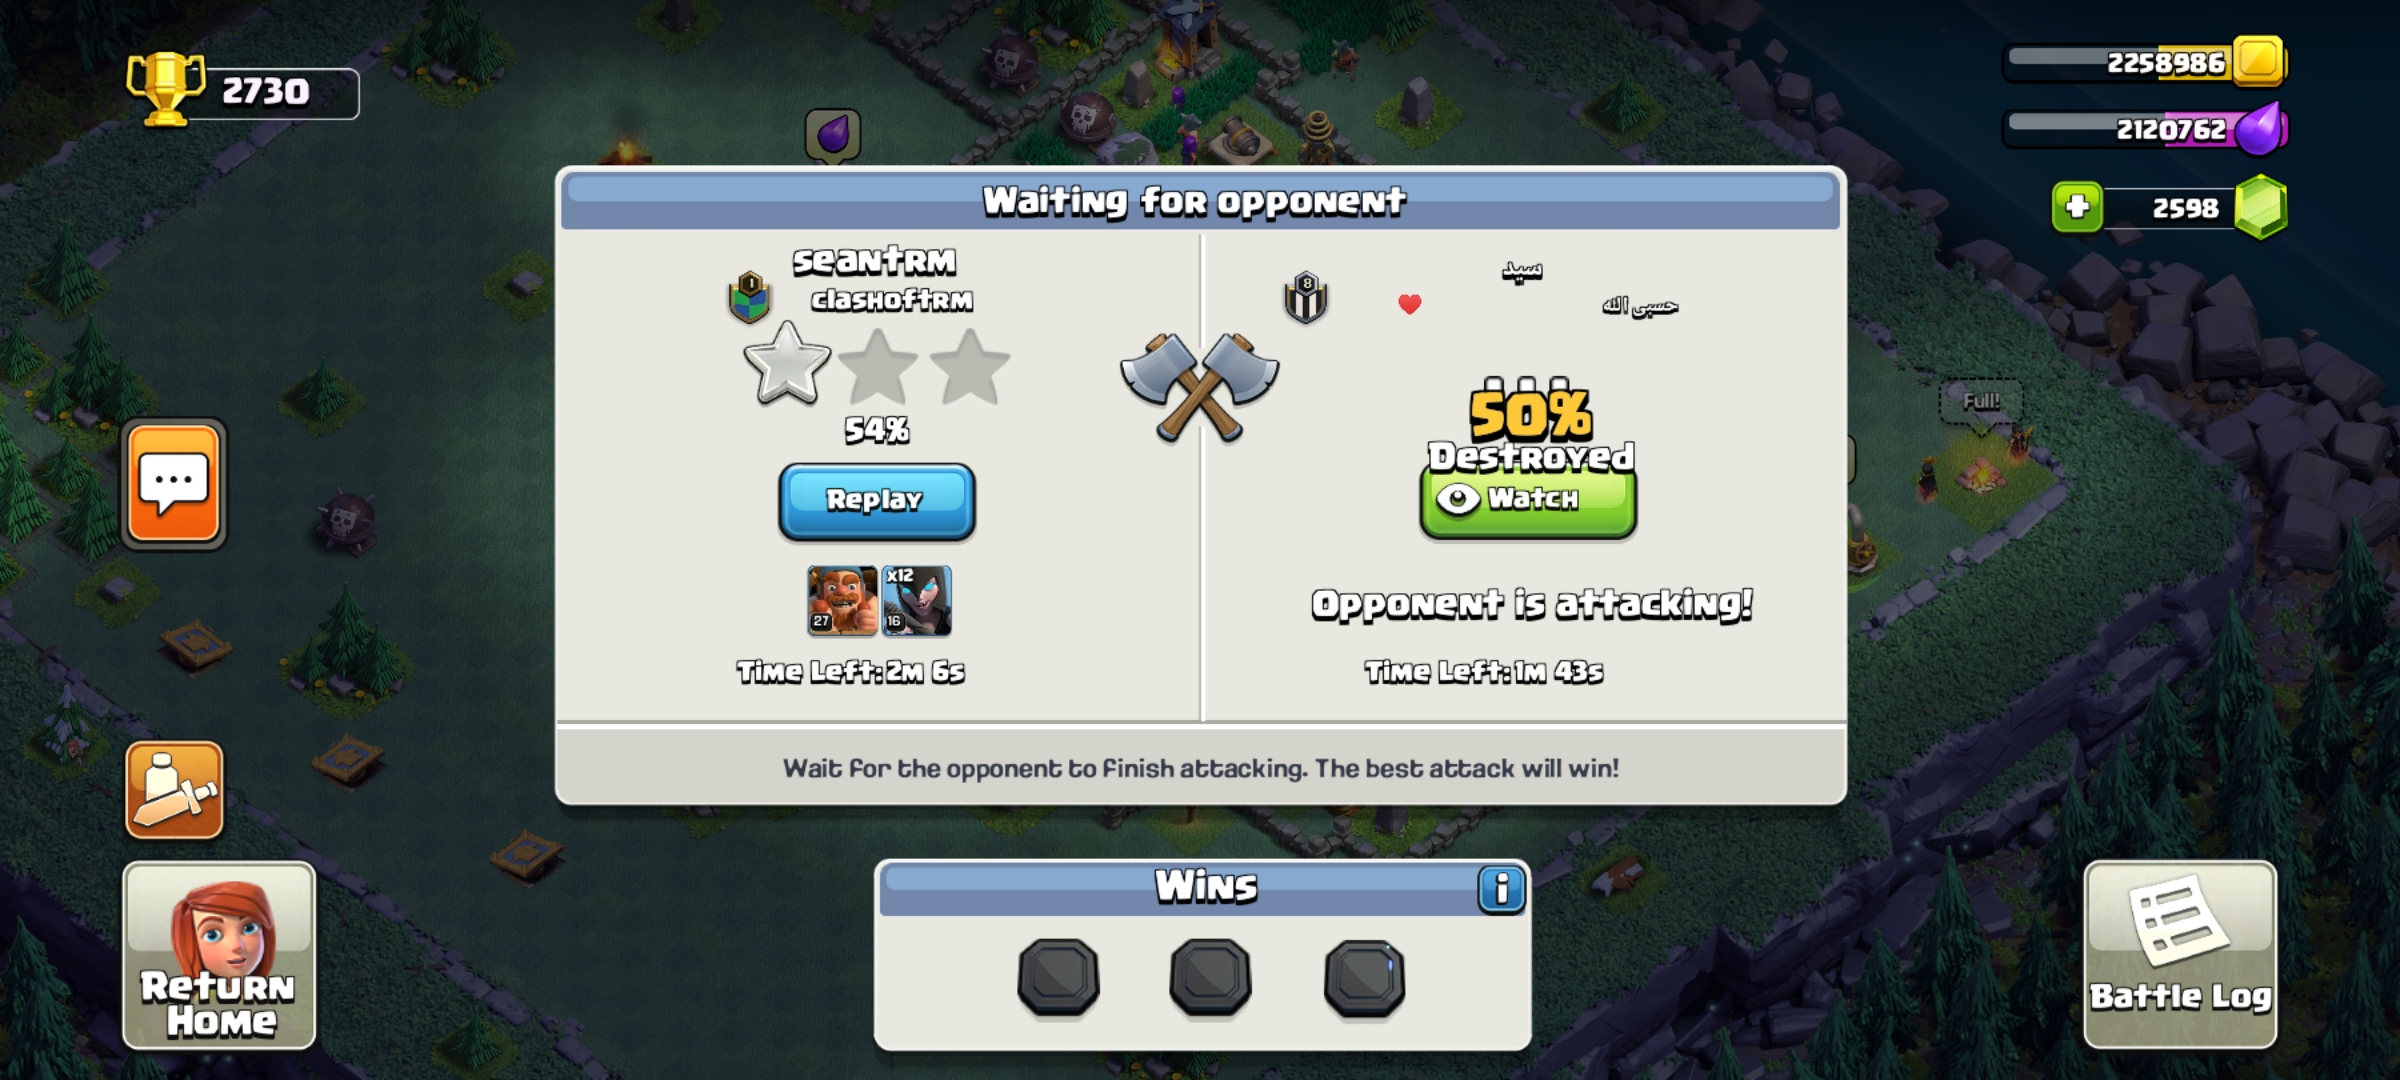 2730
2258986
2120762
2598
Waiting for opponent
1
seantrm
clashoftrm
8
سيد
حسبي الله
54%
50%
Destroyed
Replay
Watch
27
x12
16
Opponent is attacking!
Time Left: 2m 6s
Time Left: 1m 43s
Full!
Wait for the opponent to finish attacking. The best attack will win!
Wins
i
Return
Home
Battle Log